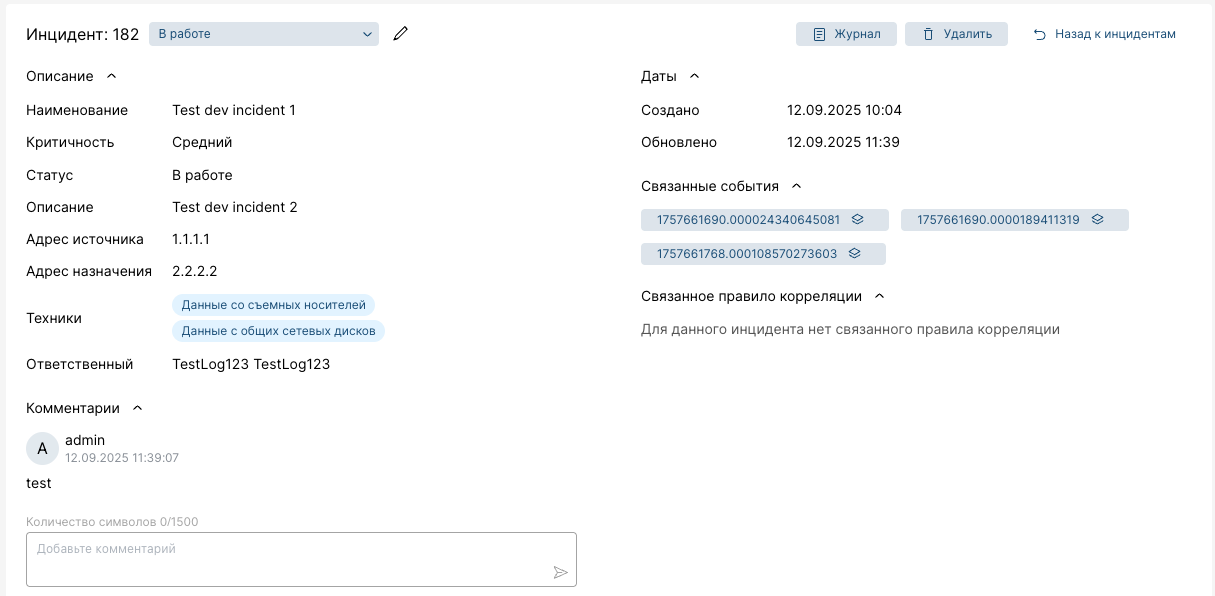 Инцидент: 182
В работе
Журнал
Удалить
Назад к инцидентам
Описание
Наименование Test dev incident 1
Критичность Средний
Статус В работе
Описание Test dev incident 2
Адрес источника 1.1.1.1
Адрес назначения 2.2.2.2
Техники
Данные со съемных носителей
Данные с общих сетевых дисков
Ответственный TestLog123 TestLog123
Комментарии
A
admin
12.09.2025 11:39:07
test
Количество символов 0/1500
Добавьте комментарий
Даты
Создано 12.09.2025 10:04
Обновлено 12.09.2025 11:39
Связанные события
1757661690.000024340645081 1757661690.0000189411319
1757661768.000108570273603
Связанное правило корреляции
Для данного инцидента нет связанного правила корреляции